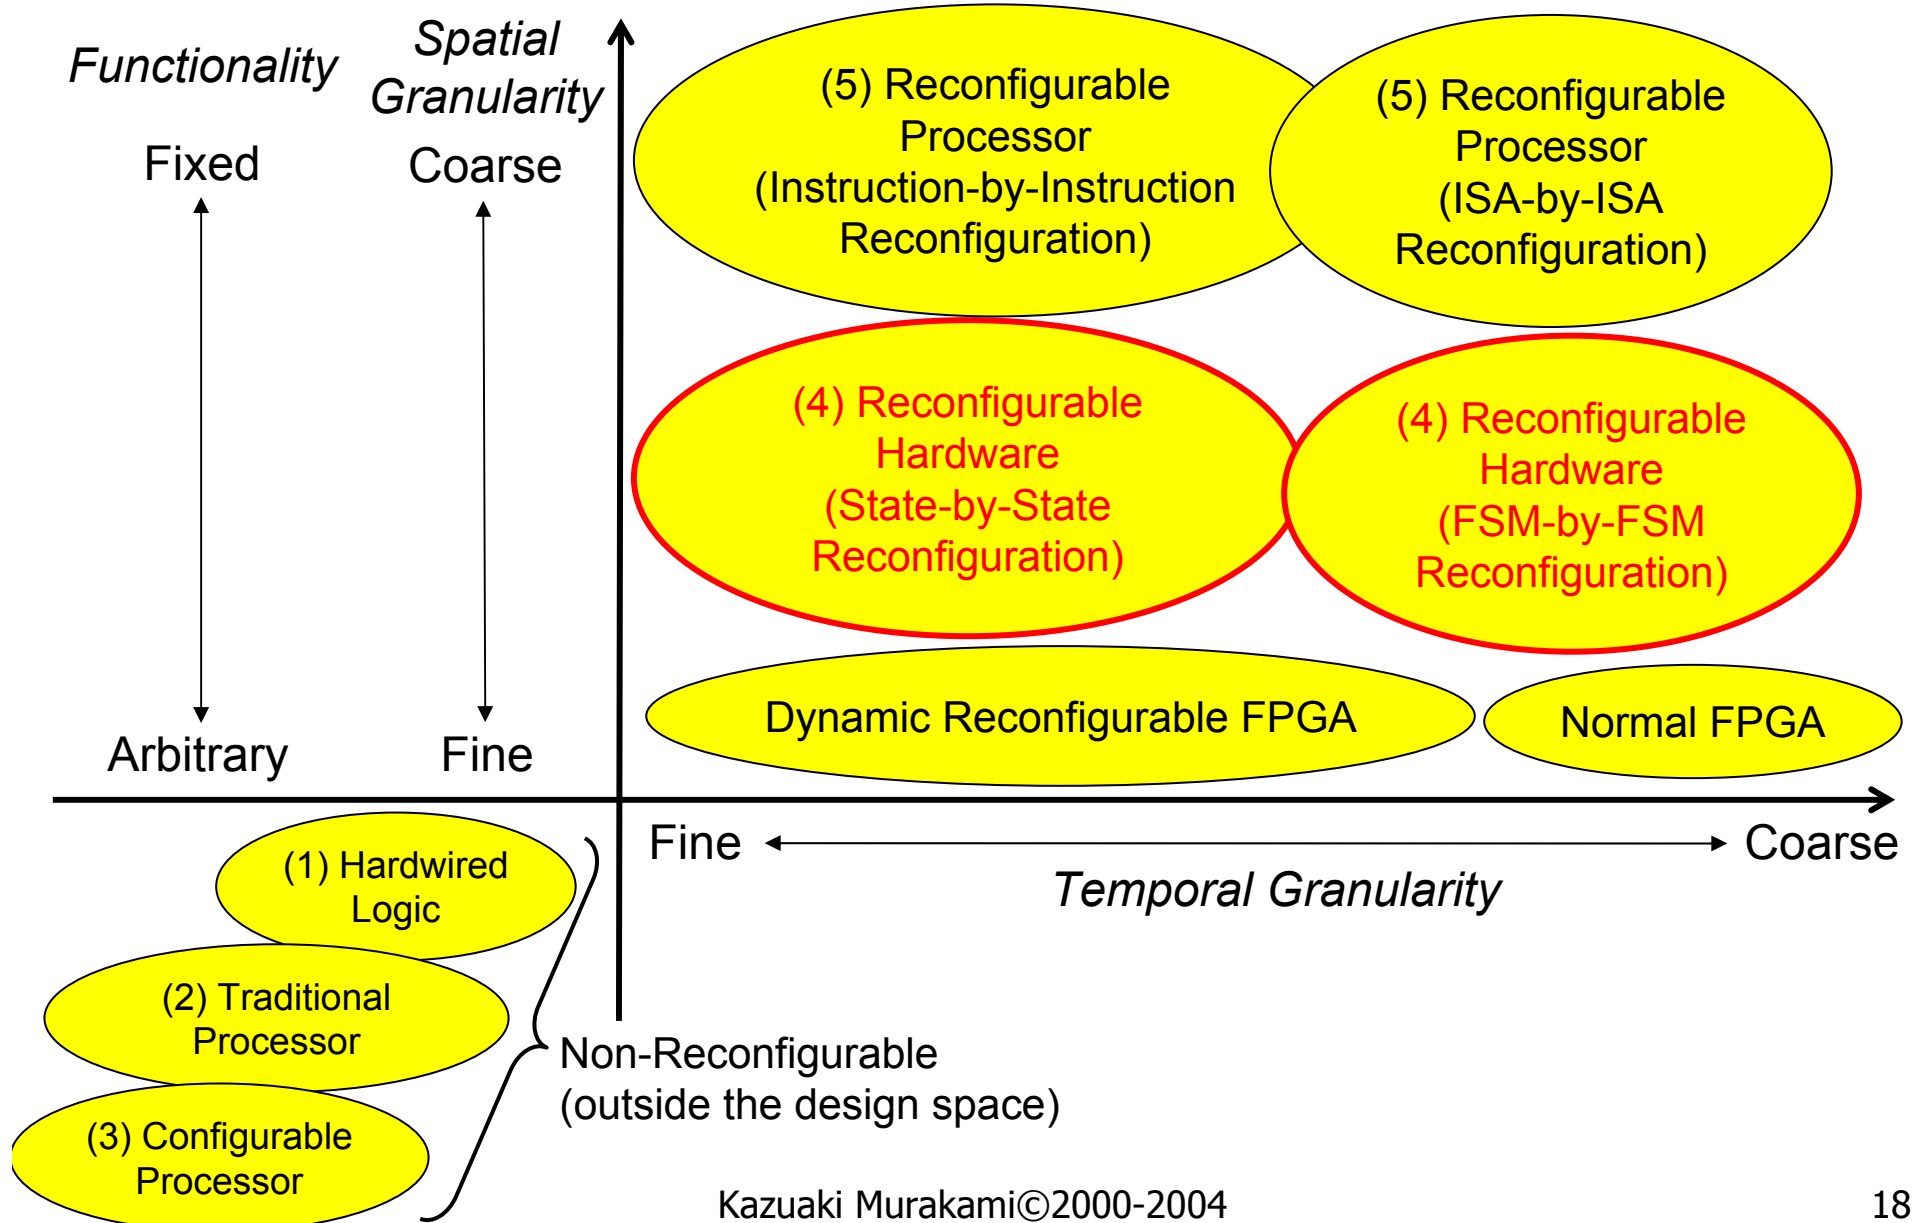 Functionality
Spatial
Granularity
Fixed
Coarse
Arbitrary
Fine
(5) Reconfigurable
Processor
(Instruction-by-Instruction
Reconfiguration)
(5) Reconfigurable
Processor
(ISA-by-ISA
Reconfiguration)
(4) Reconfigurable
Hardware
(State-by-State
Reconfiguration)
(4) Reconfigurable
Hardware
(FSM-by-FSM
Reconfiguration)
Dynamic Reconfigurable FPGA
Normal FPGA
Fine
Coarse
Temporal Granularity
(1) Hardwired
Logic
(2) Traditional
Processor
(3) Configurable
Processor
Non-Reconfigurable
(outside the design space)
Kazuaki Murakami©2000-2004
18